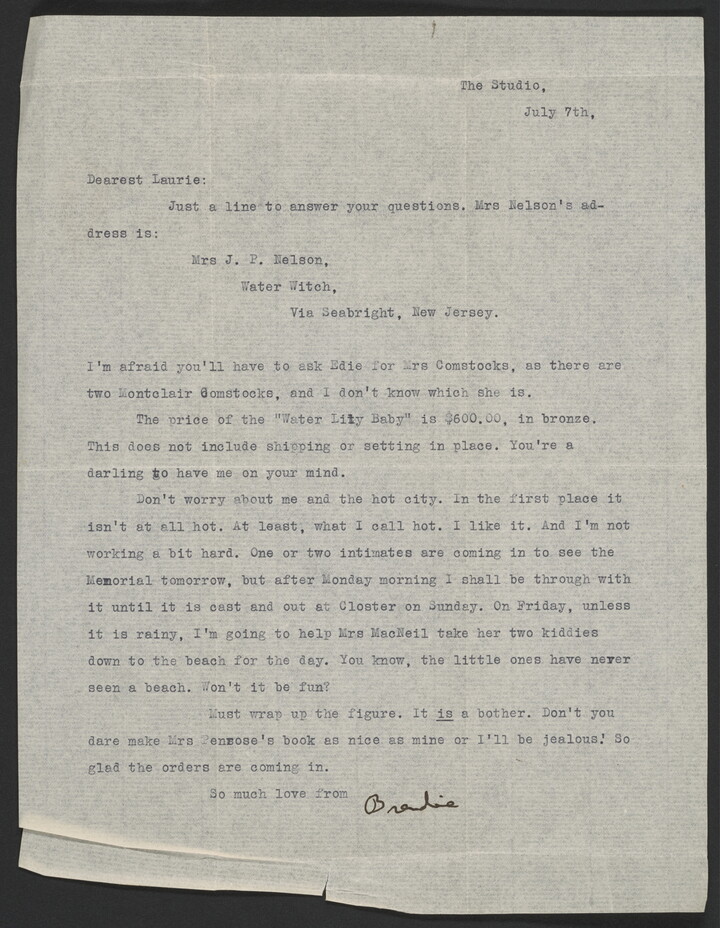 The Studio,
July 7th,
Dearest Laurie:
Just a line to answer your questions. Mrs Nelson's ad-
dress is:
Mrs J. P. Nelson,
Water Witch,
Via Seabright, New Jersey.
I'm afraid you'll have to ask Edie for Mrs Comstocks, as there are
two Montclair Comstocks, and I don't know which she is.
The price of the "Water Lily Baby" is $600.00, in bronze.
This does not include shipping or setting in place. You're a
darling to have me on your mind.
Don't worry about me and the hot city. In the first place it
isn't at all hot. At least, what I call hot. I like it. And I'm not
working a bit hard. One or two intimates are coming in to see the
Memorial tomorrow, but after Monday morning I shall be through with
it until it is cast and out at Closter on Sunday. On Friday, unless
it is rainy, I'm going to help Mrs MacNeil take her two kiddies
down to the beach for the day. You know, the little ones have never
seen a beach. Won't it be fun?
Must wrap up the figure. It is a bother. Don't you
dare make Mrs Penrose's book as nice as mine or I'll be jealous! So
glad the orders are coming in.
So much love from Brendie